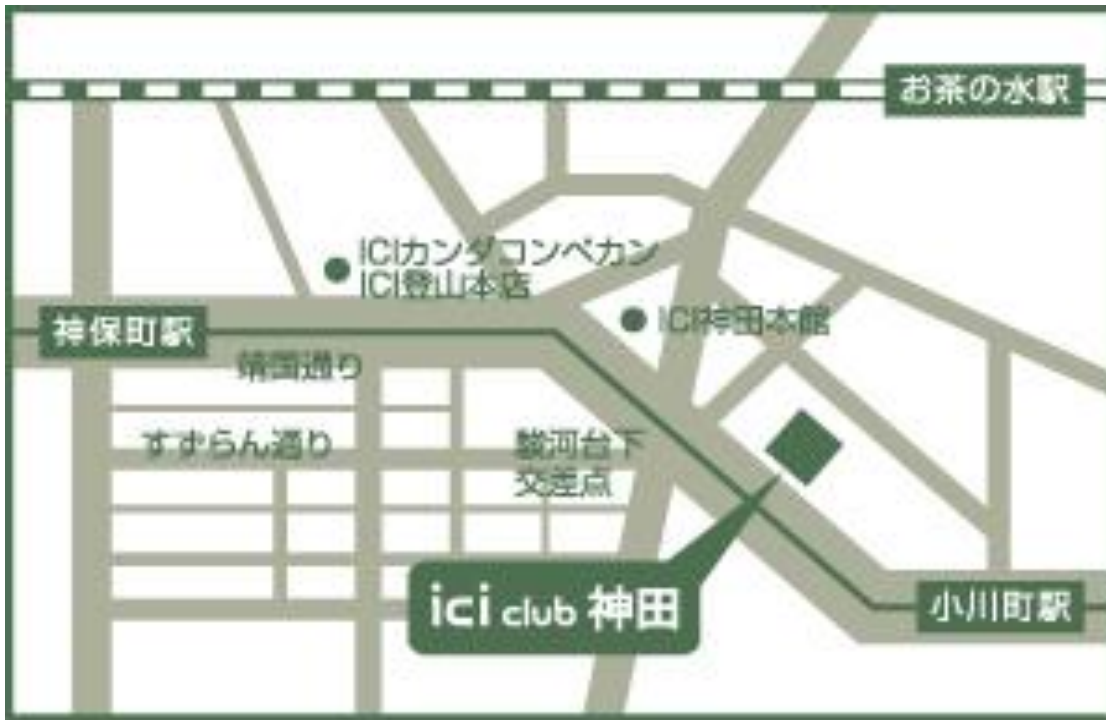 お茶の水駅
ICIカンダコンペカン
ICI登山本店
ICI神田本館
神保町駅
靖国通り
すずらん通り
駿河台下
交差点
ici club 神田
小川町駅